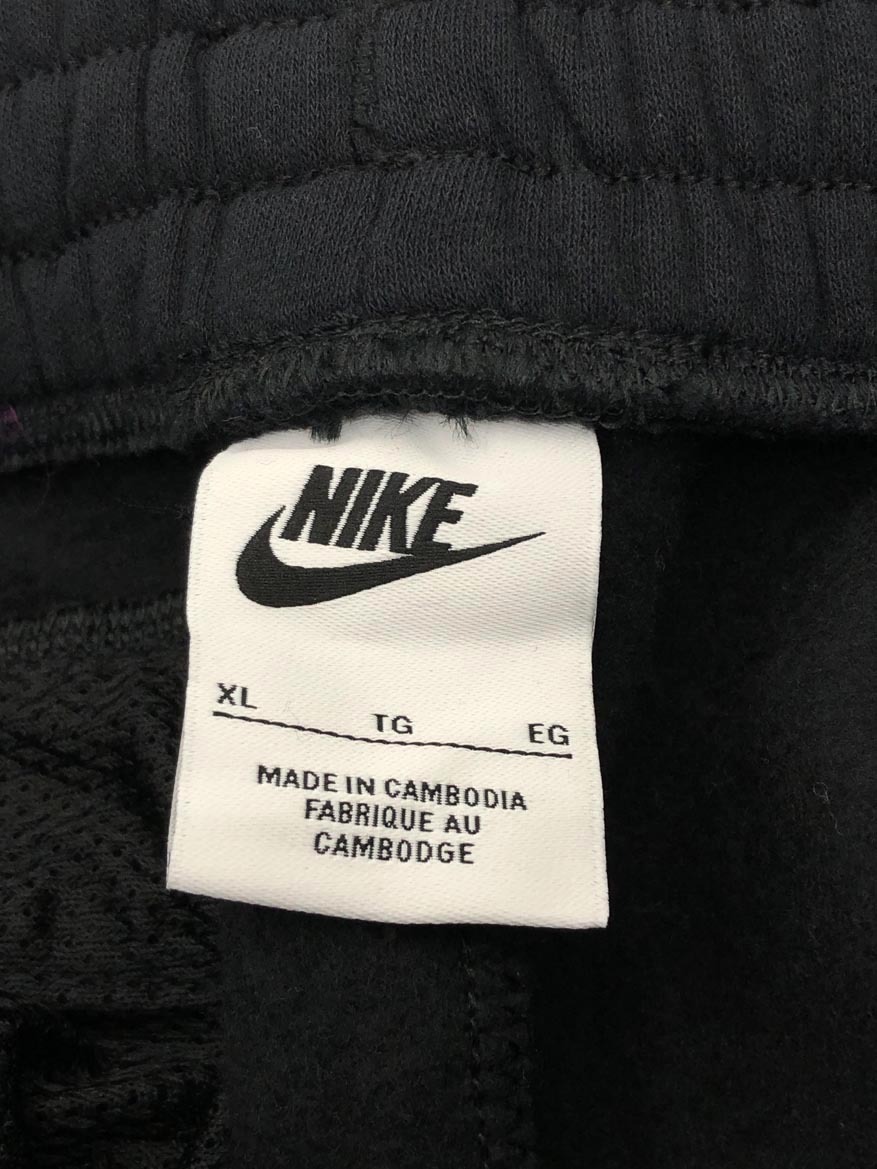 NIKE
XL TG EG
MADE IN CAMBODIA
FABRIQUE AU
CAMBODGE